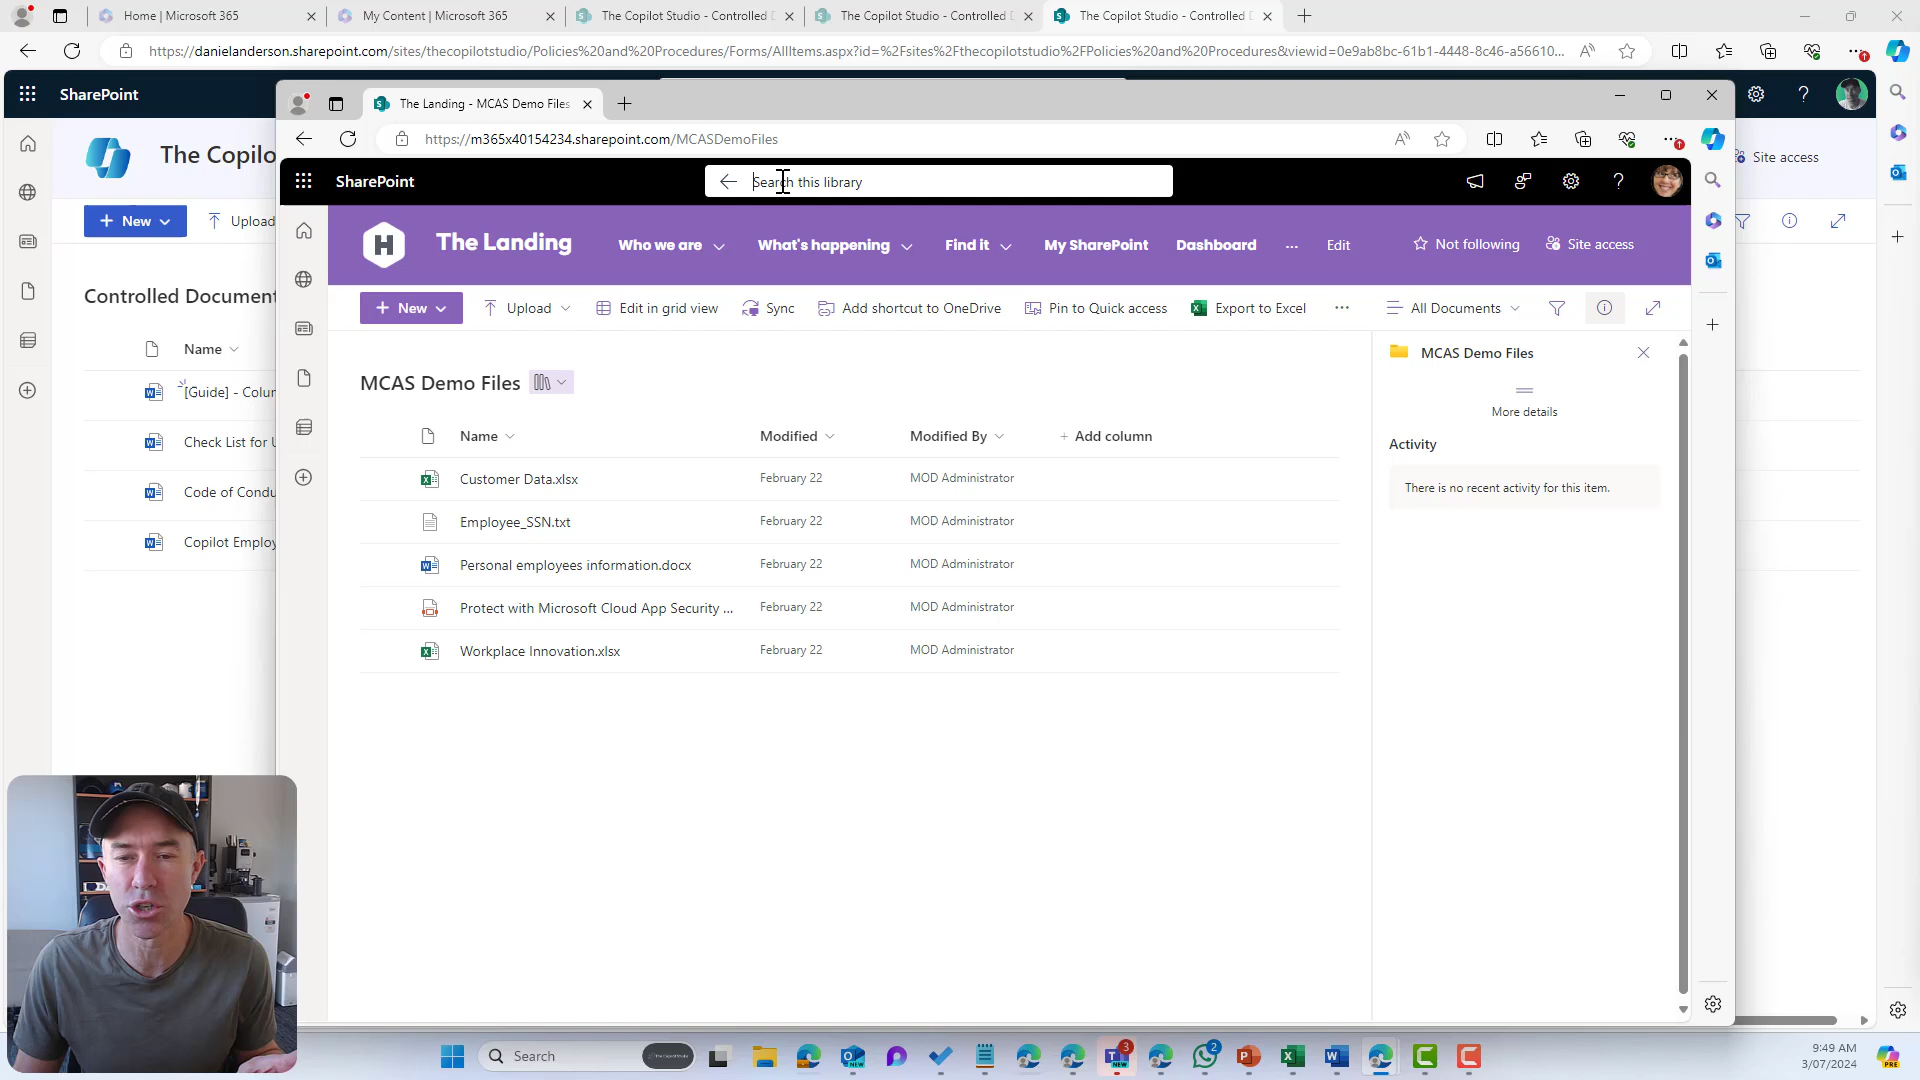 Home | Microsoft 365
My Content | Microsoft 365
The Copilot Studio - Controlled D
The Copilot Studio - Controlled D
The Copilot Studio - Controlled D
https://danielanderson.sharepoint.com/sites/thecopilotstudio/Policies%20and%20Procedures/Forms/AllItems.aspx?id=%2Fsites%2Fthecopilotstudio%2FPolicies%20and%20Procedures&viewid=0e9ab8bc-61b1-4448-8c46-a56610...
SharePoint
The Copilo
Site access
New
Upload
Controlled Document
Name
[Guide] - Colu
Check List for U
Code of Condu
Copilot Employ
The Landing - MCAS Demo Files
https://m365x40154234.sharepoint.com/MCASDemoFiles
SharePoint
Search this library
H
The Landing
Who we are
What's happening
Find it
My SharePoint
Dashboard
...
Edit
Not following
Site access
New
Upload
Edit in grid view
Sync
Add shortcut to OneDrive
Pin to Quick access
Export to Excel
...
All Documents
MCAS Demo Files
Name
Modified
Modified By
Add column
Customer Data.xlsx
February 22
MOD Administrator
Employee_SSN.txt
February 22
MOD Administrator
Personal employees information.docx
February 22
MOD Administrator
Protect with Microsoft Cloud App Security ...
February 22
MOD Administrator
Workplace Innovation.xlsx
February 22
MOD Administrator
MCAS Demo Files
More details
Activity
There is no recent activity for this item.
Search
3
NEW
2
9:49 AM
3/07/2024
PRE